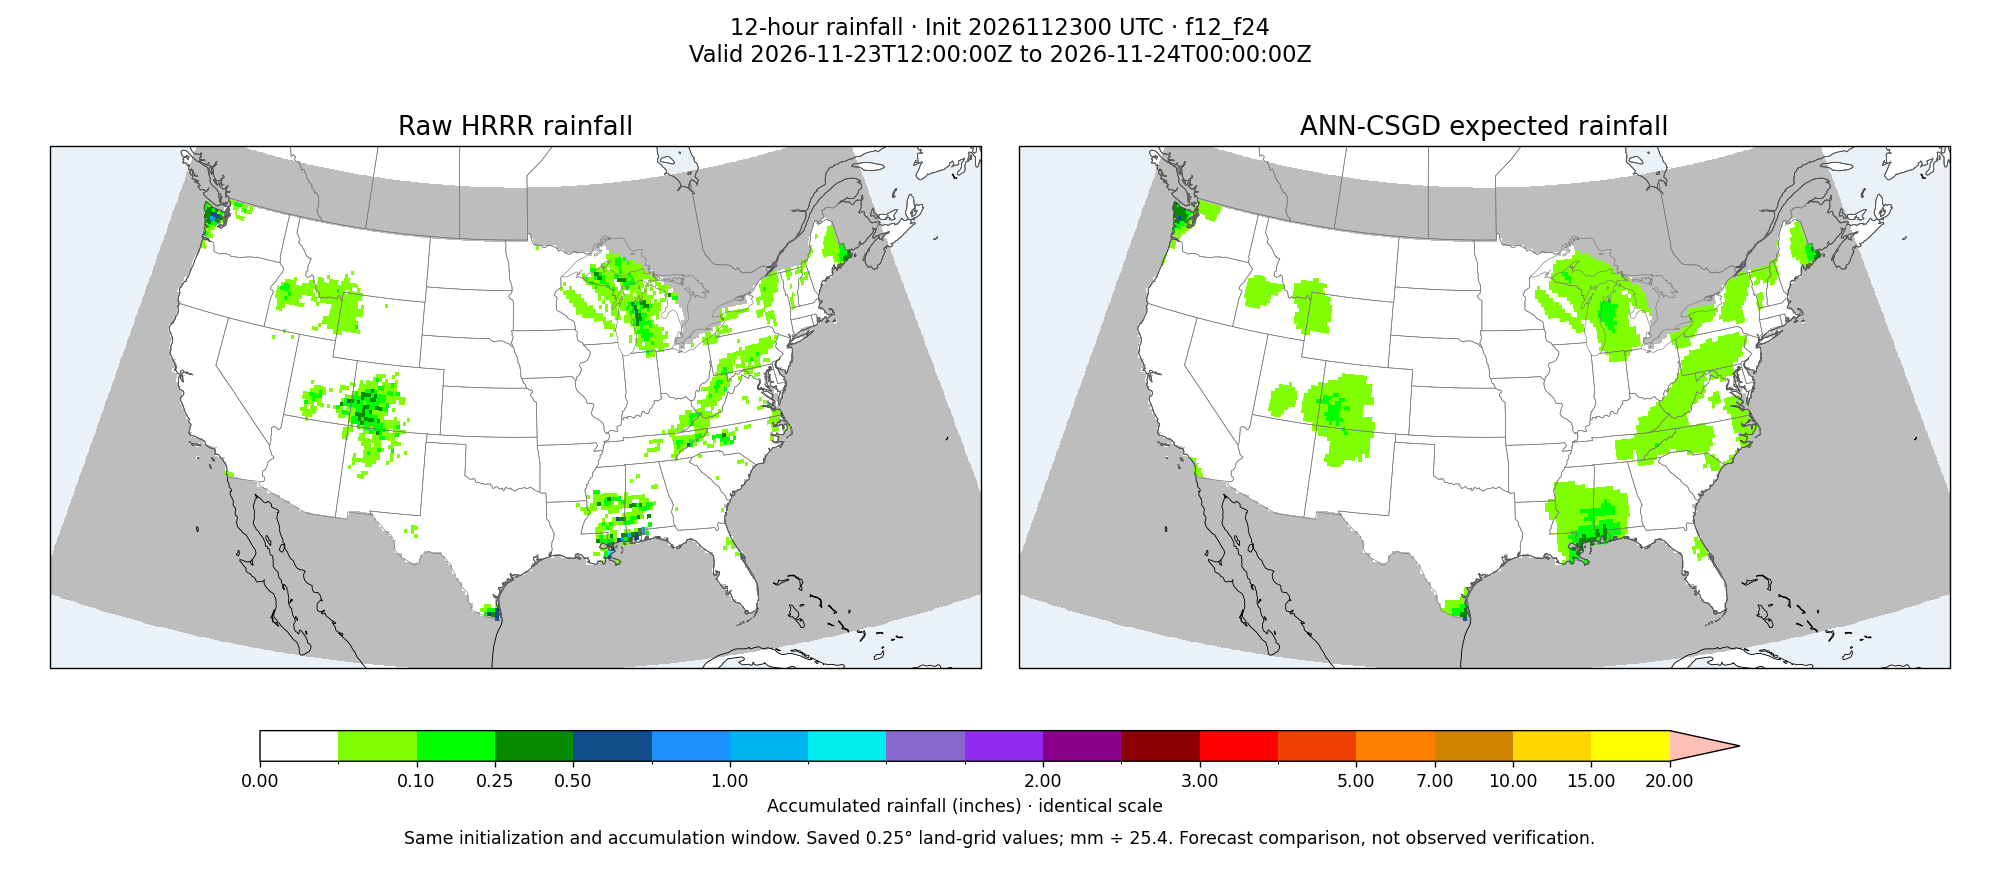 12-hour rainfall · Init 2026112300 UTC · f12_f24
Valid 2026-11-23T12:00:00Z to 2026-11-24T00:00:00Z
Raw HRRR rainfall
ANN-CSGD expected rainfall
0.00 0.10 0.25 0.50 1.00 2.00 3.00 5.00 7.00 10.00 15.00 20.00
Accumulated rainfall (inches) · identical scale
Same initialization and accumulation window. Saved 0.25° land-grid values; mm ÷ 25.4. Forecast comparison, not observed verification.